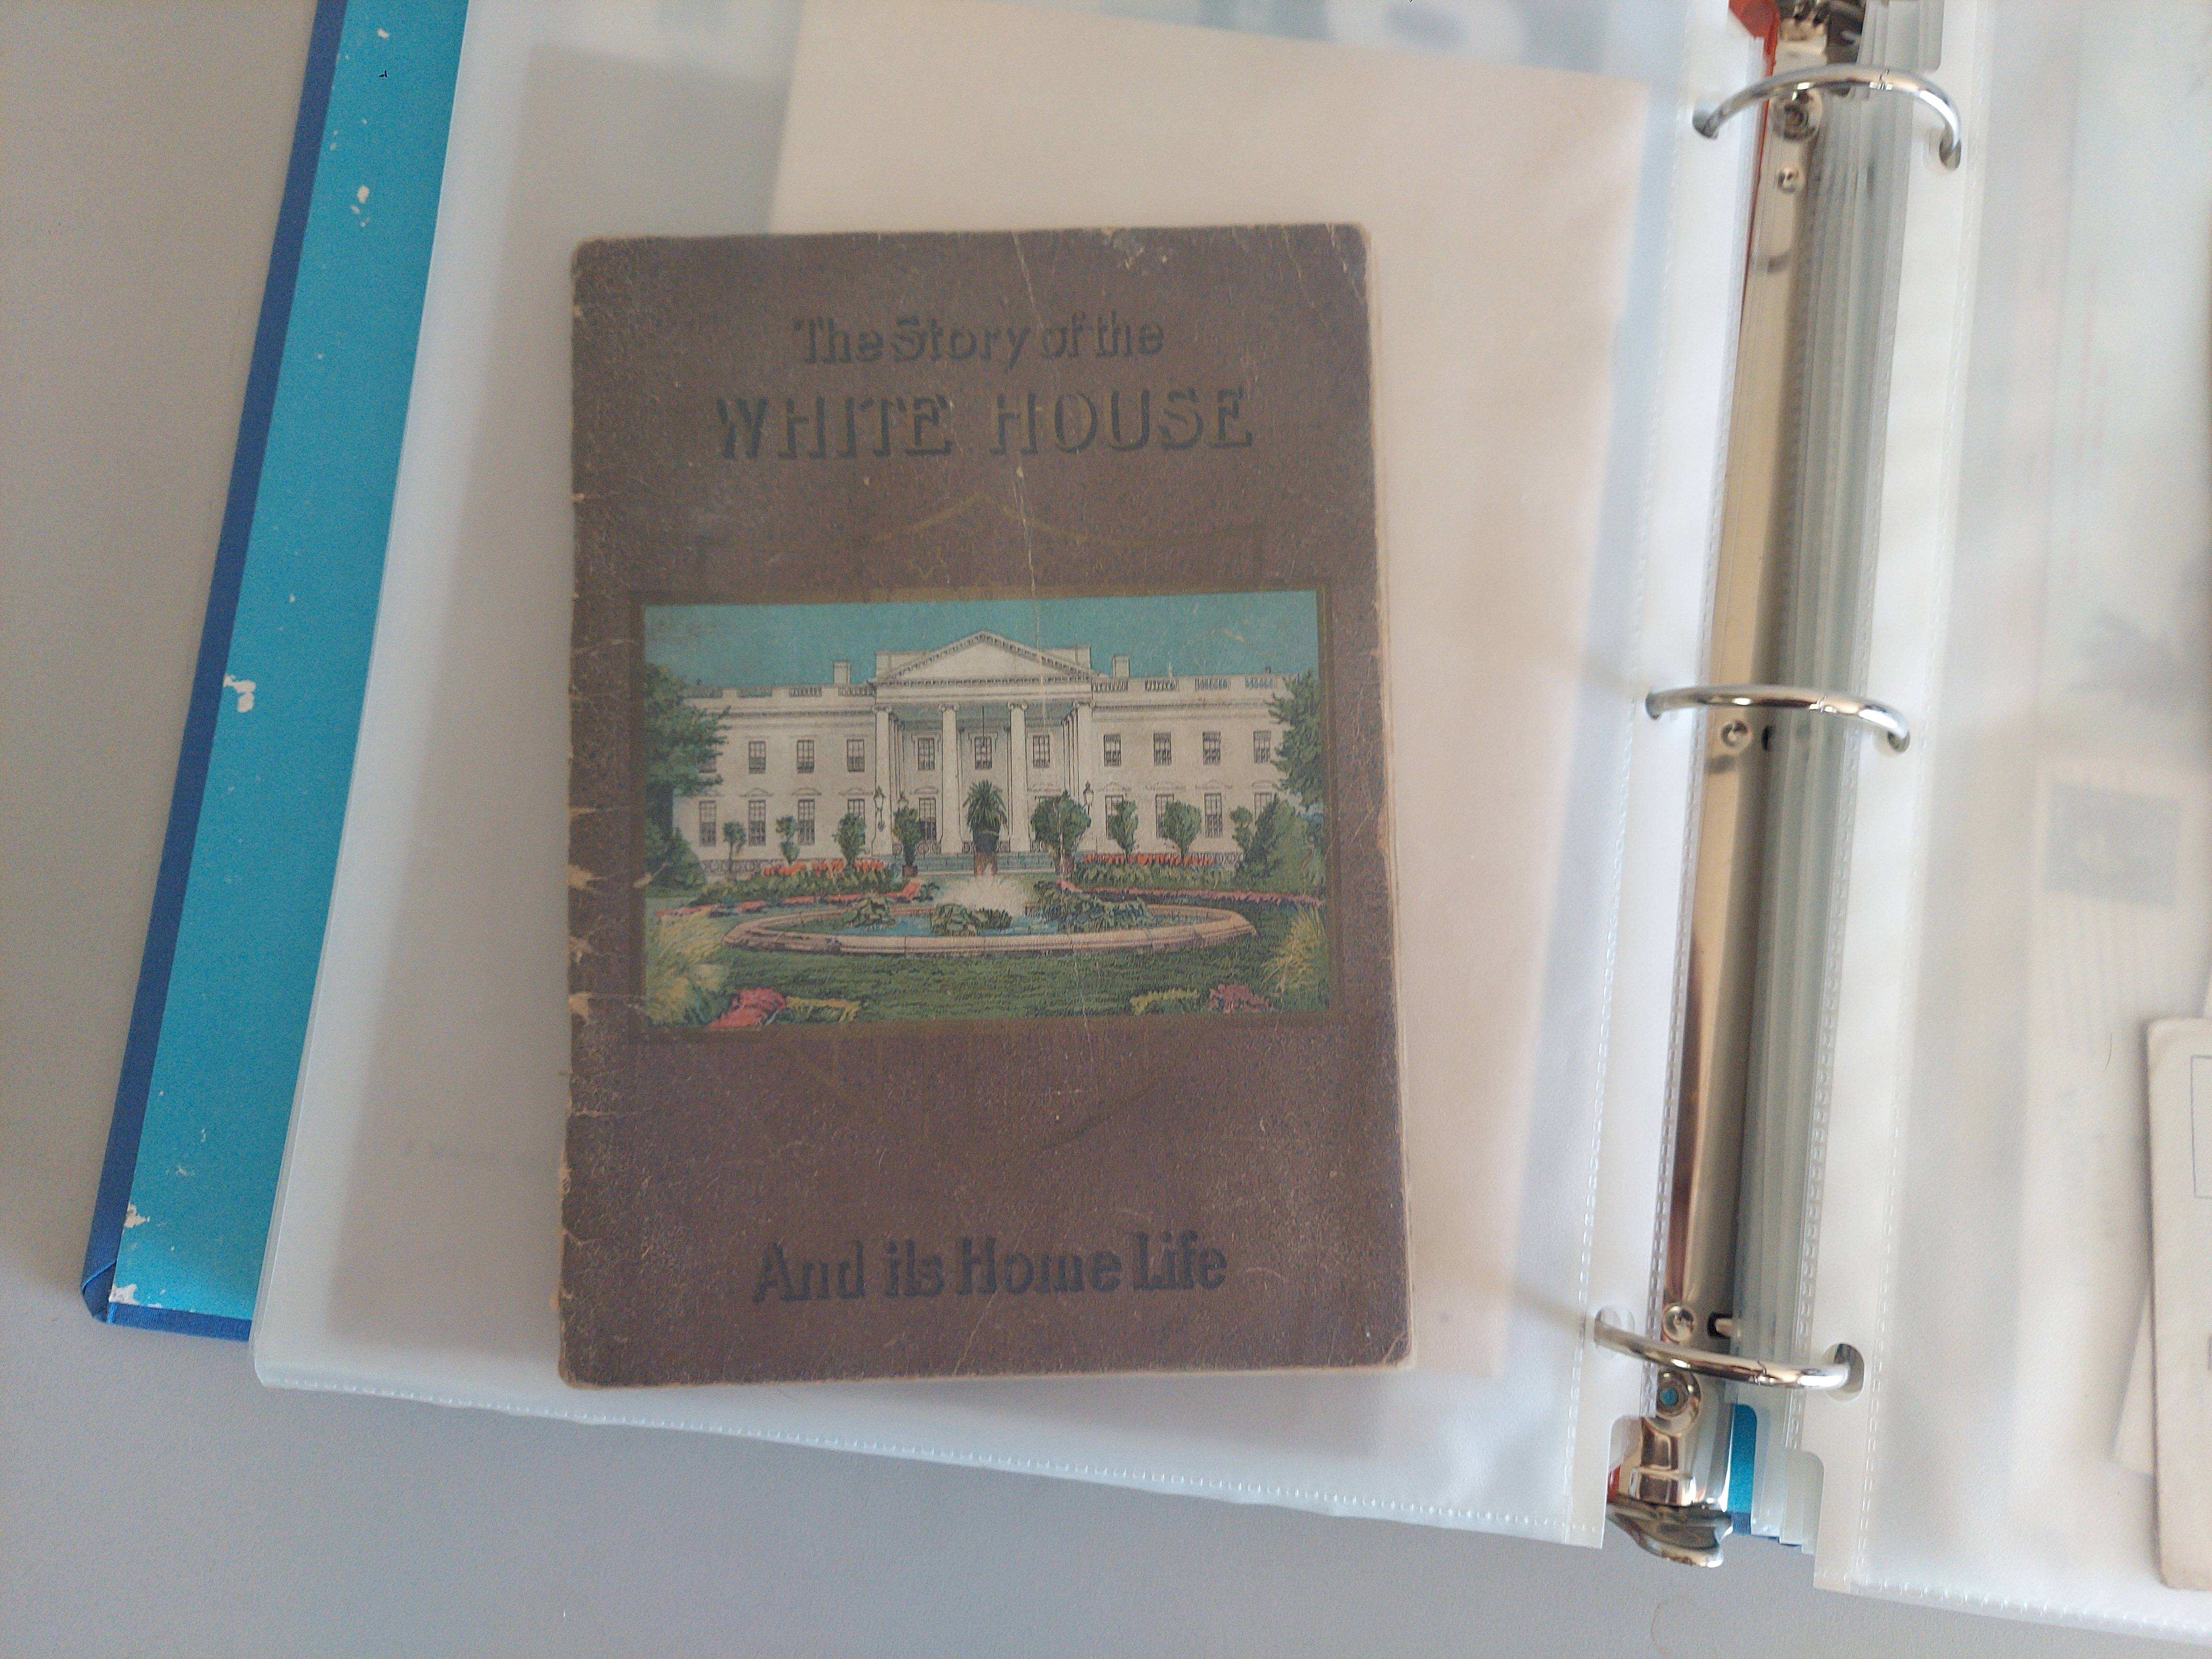 The Story of the
WHITE HOUSE
And its Home Life